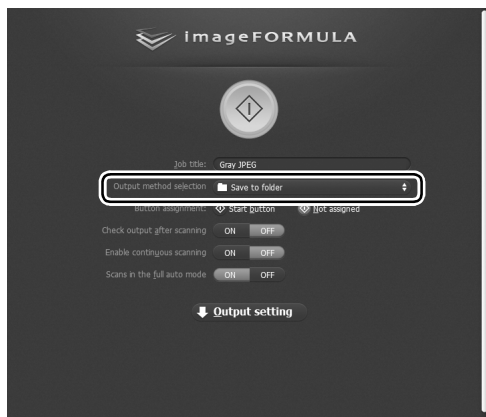 imageFORMULA
Job title: Gray JPEG
Output method selection Save to folder
Button assignment: Start button Not assigned
Check output after scanning ON OFF
Enable continuous scanning ON OFF
Scans in the full auto mode ON OFF
Output setting